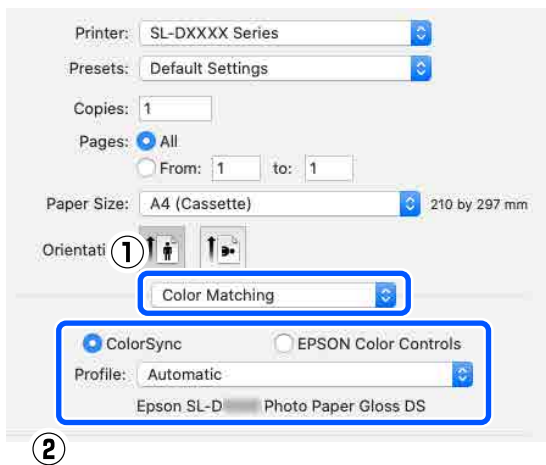 Printer: SL-DXXXX Series
Presets: Default Settings
Copies: 1
Pages: All
From: 1 to: 1
Paper Size: A4 (Cassette) 210 by 297 mm
Orientati
①
Color Matching
ColorSync EPSON Color Controls
Profile: Automatic
Epson SL-D Photo Paper Gloss DS
②